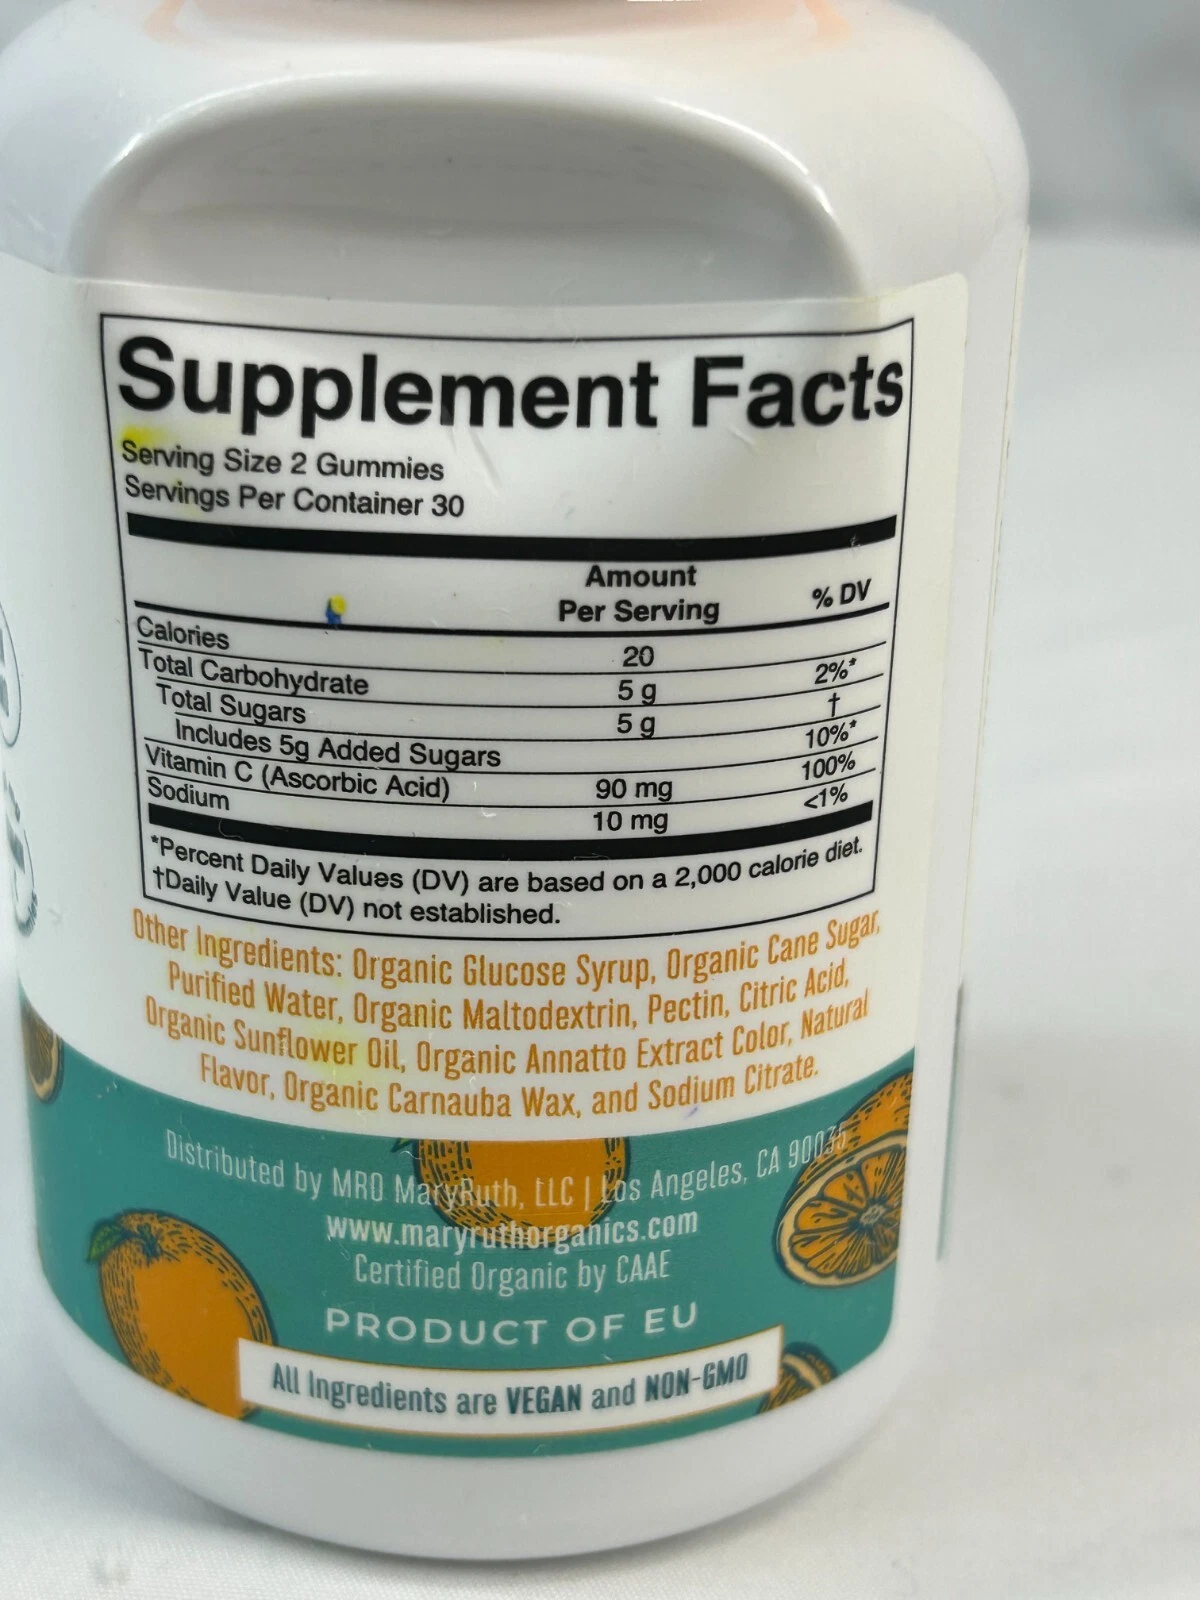 Supplement Facts
Serving Size 2 Gummies
Servings Per Container 30
Amount
Per Serving % DV
Calories 20
Total Carbohydrate 5 g 2%*
Total Sugars 5 g †
Includes 5g Added Sugars 10%*
Vitamin C (Ascorbic Acid) 90 mg 100%
Sodium 10 mg <1%
*Percent Daily Values (DV) are based on a 2,000 calorie diet.
†Daily Value (DV) not established.
Other Ingredients: Organic Glucose Syrup, Organic Cane Sugar,
Purified Water, Organic Maltodextrin, Pectin, Citric Acid,
Organic Sunflower Oil, Organic Annatto Extract Color, Natural
Flavor, Organic Carnauba Wax, and Sodium Citrate.
Distributed by MRO MaryRuth, LLC | Los Angeles, CA 90035
www.maryruthorganics.com
Certified Organic by CAAE
PRODUCT OF EU
All Ingredients are VEGAN and NON-GMO